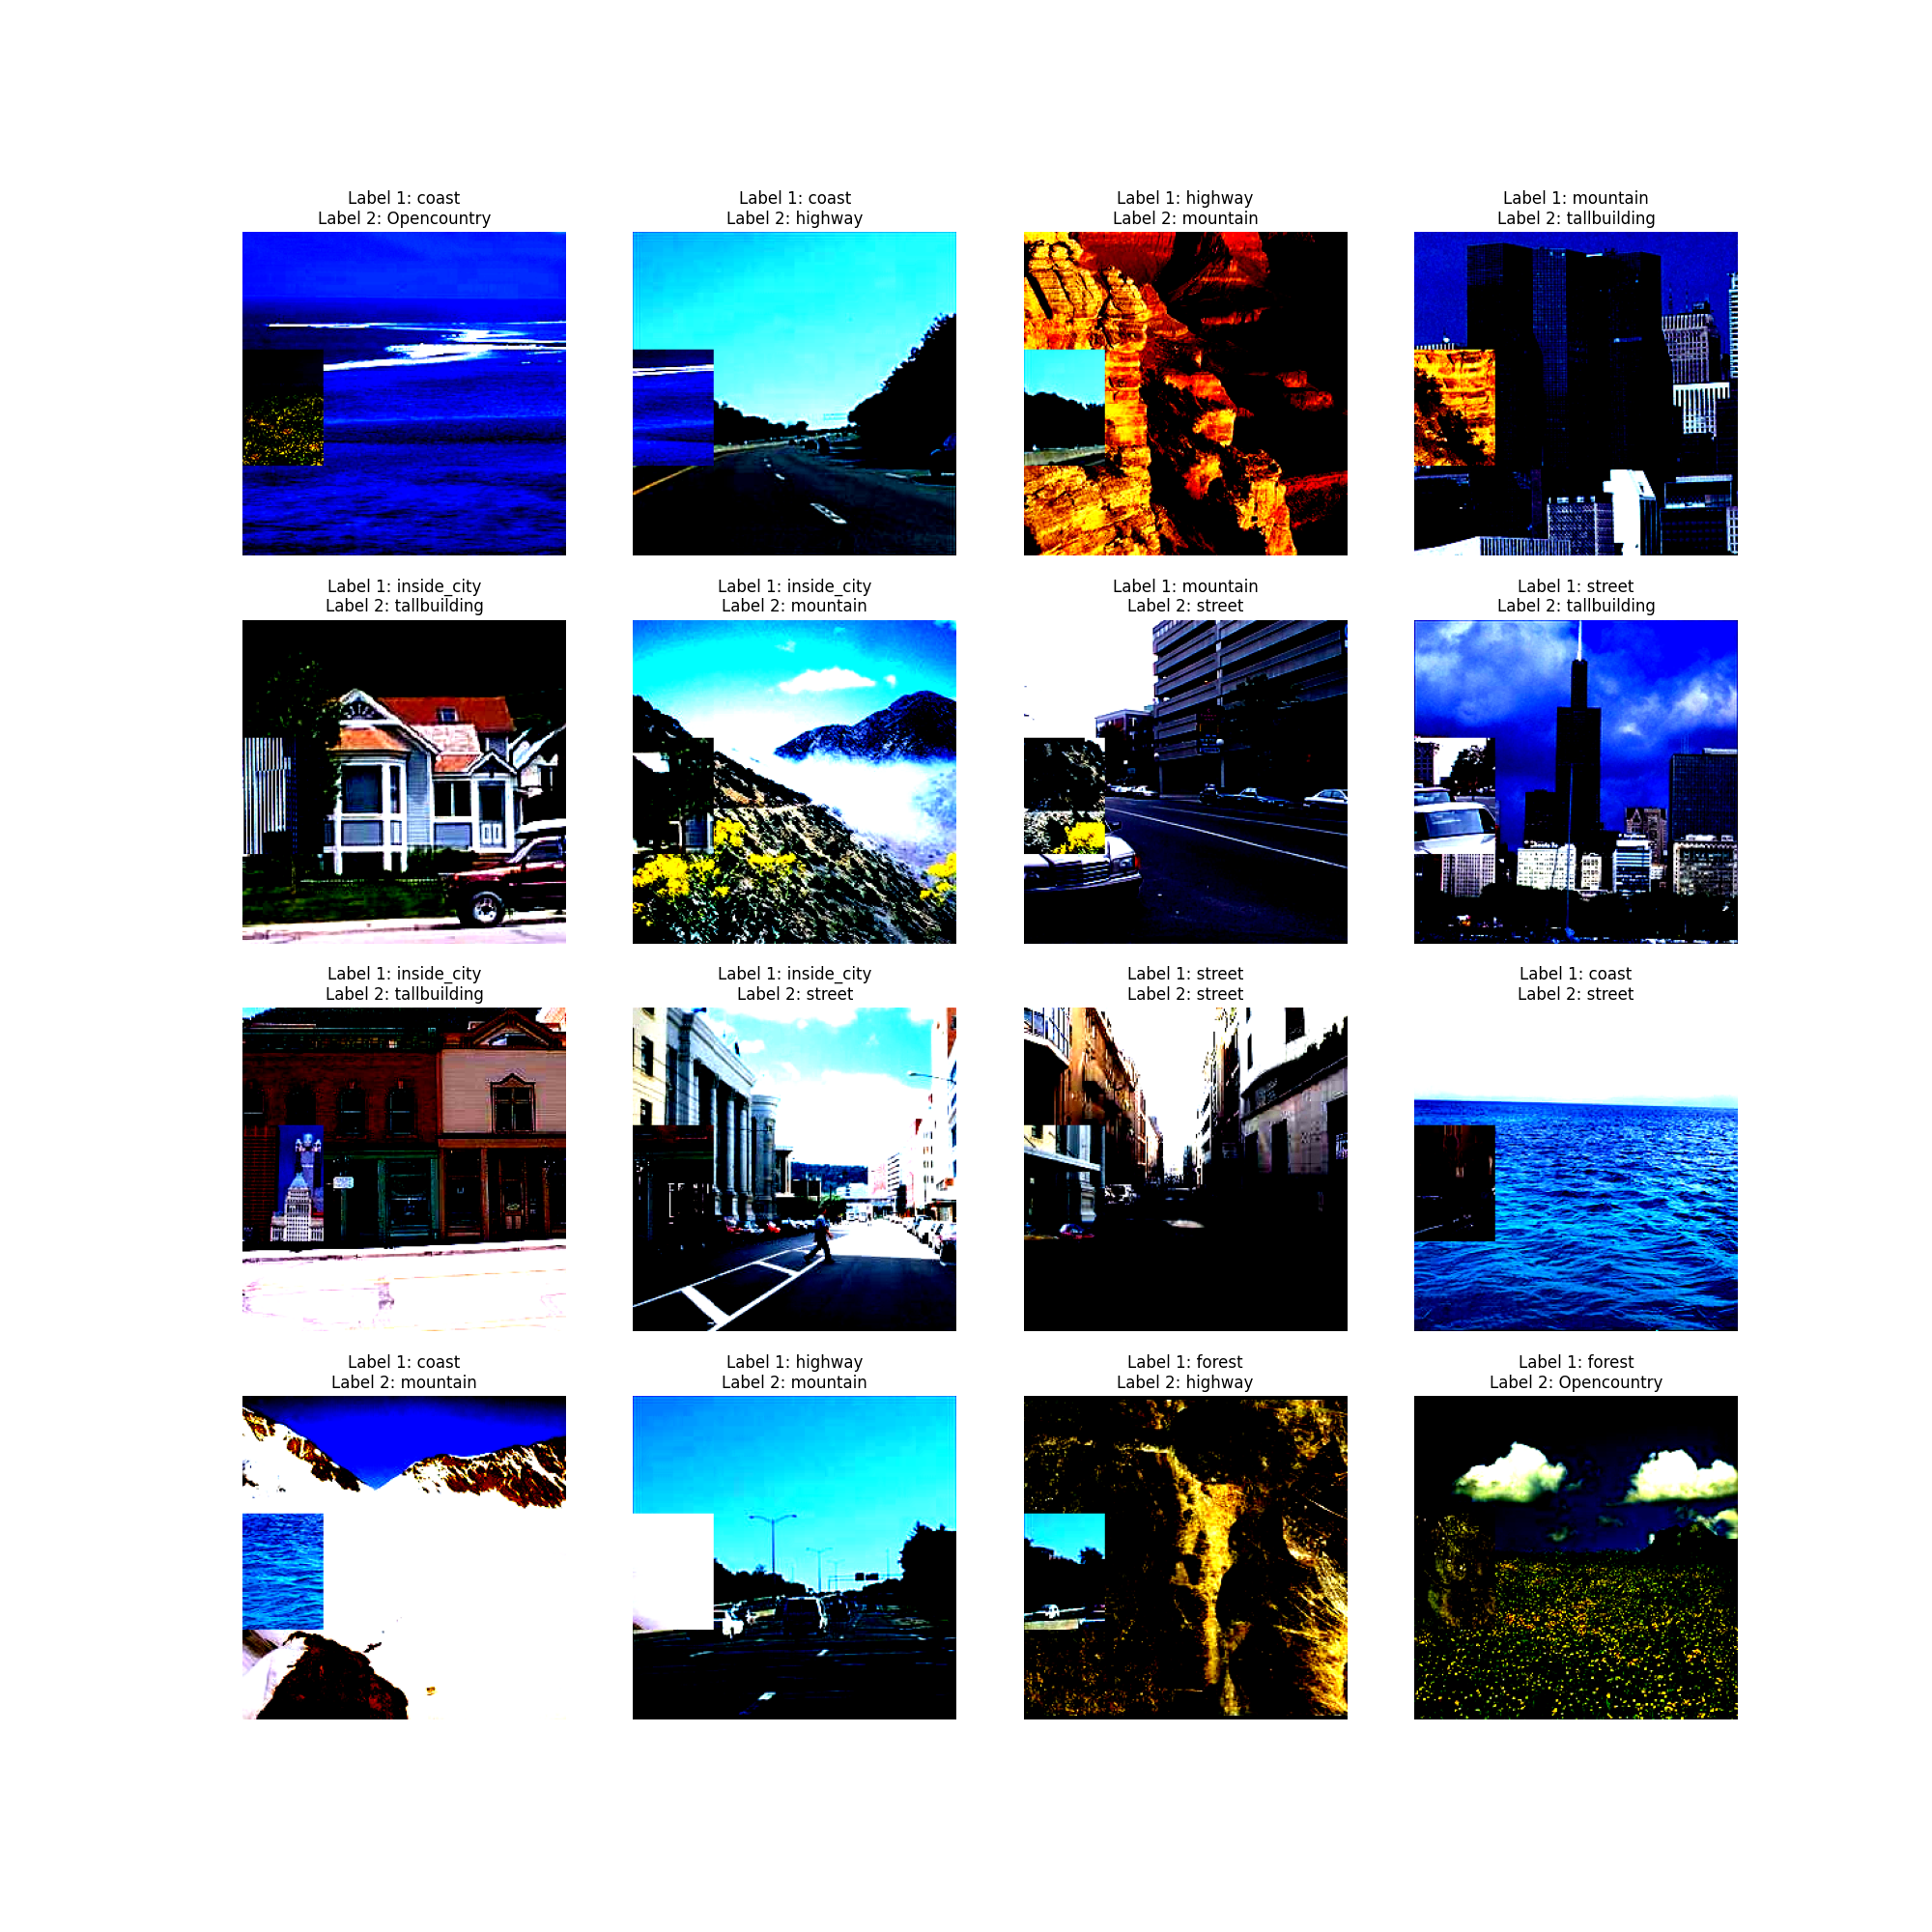 Label 1: coast
Label 2: Opencountry
Label 1: coast
Label 2: highway
Label 1: highway
Label 2: mountain
Label 1: mountain
Label 2: tallbuilding
Label 1: inside_city
Label 2: tallbuilding
Label 1: inside_city
Label 2: mountain
Label 1: mountain
Label 2: street
Label 1: street
Label 2: tallbuilding
Label 1: inside_city
Label 2: tallbuilding
Label 1: inside_city
Label 2: street
Label 1: street
Label 2: street
Label 1: coast
Label 2: street
Label 1: coast
Label 2: mountain
Label 1: highway
Label 2: mountain
Label 1: forest
Label 2: highway
Label 1: forest
Label 2: Opencountry